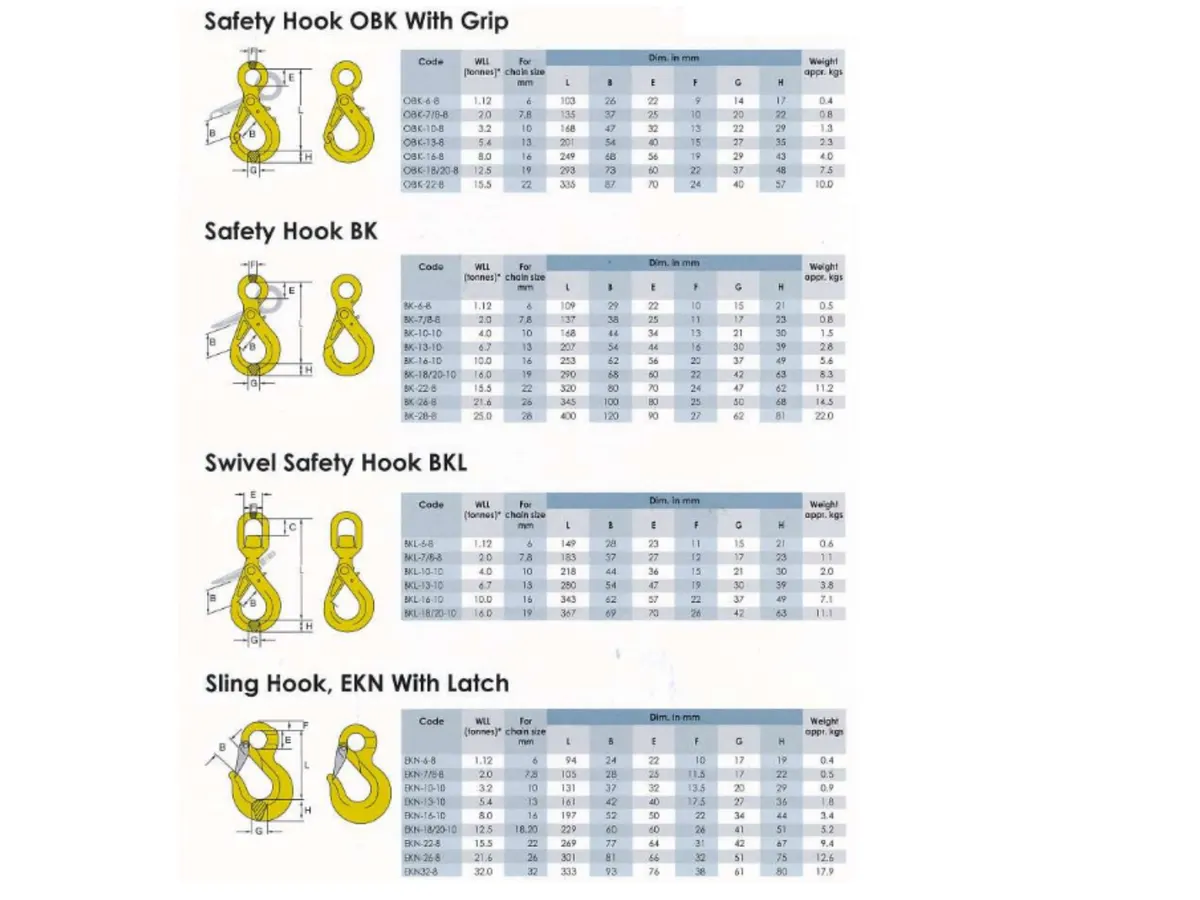 Safety Hook OBK With Grip
F E L B B H G
Code WLL (tonnes)* For chain size mm Dim. in mm Weight appr. kgs
L B E F G H
OBK-6-8 1.12 6 103 26 22 9 14 17 0.4
OBK-7/8-8 2.0 7,8 135 37 25 10 20 22 0.8
OBK-10-8 3.2 10 168 47 32 13 22 29 1.3
OBK-13-8 5.4 13 201 54 40 15 27 35 2.3
OBK-16-8 8.0 16 249 68 56 19 29 43 4.0
OBK-18/20-8 12.5 19 293 73 60 22 37 48 7.5
OBK-22-8 15.5 22 335 87 70 24 40 57 10.0
Safety Hook BK
F E L B B H G
Code WLL (tonnes)* For chain size mm Dim. in mm Weight appr. kgs
L B E F G H
BK-6-8 1.12 6 109 29 22 10 15 21 0.5
BK-7/8-8 2.0 7,8 137 38 25 11 17 23 0.8
BK-10-10 4.0 10 168 44 34 13 21 30 1.5
BK-13-10 6.7 13 207 54 44 16 30 39 2.8
BK-16-10 10.0 16 253 62 56 20 37 49 5.6
BK-18/20-10 16.0 19 290 68 60 22 42 63 8.3
BK-22-8 15.5 22 320 80 70 24 47 62 11.2
BK-26-8 21.6 26 345 100 80 25 50 68 14.5
BK-28-8 25.0 28 400 120 90 27 62 81 22.0
Swivel Safety Hook BKL
E F C L B B H G
Code WLL (tonnes)* For chain size mm Dim. in mm Weight appr. kgs
L B E F G H
BKL-6-8 1.12 6 149 28 23 11 15 21 0.6
BKL-7/8-8 2.0 7,8 183 37 27 12 17 23 1.1
BKL-10-10 4.0 10 218 44 36 15 21 30 2.0
BKL-13-10 6.7 13 280 54 47 19 30 39 3.8
BKL-16-10 10.0 16 343 62 57 22 37 49 7.1
BKL-18/20-10 16.0 19 367 69 70 26 42 63 11.1
Sling Hook, EKN With Latch
F E B L H G
Code WLL (tonnes)* For chain size mm Dim. in mm Weight appr. kgs
L B E F G H
EKN-6-8 1.12 6 94 24 22 10 17 19 0.4
EKN-7/8-8 2.0 7,8 105 28 25 11.5 17 22 0.5
EKN-10-10 3.2 10 131 37 32 13.5 20 29 0.9
EKN-13-10 5.4 13 161 42 40 17.5 27 36 1.8
EKN-16-10 8.0 16 197 52 50 22 34 44 3.4
EKN-18/20-10 12.5 18.20 229 60 60 26 41 51 5.2
EKN-22-8 15.5 22 269 77 64 31 42 67 9.4
EKN-26-8 21.6 26 301 81 66 32 51 75 12.6
EKN32-8 32.0 32 333 93 76 38 61 80 17.9